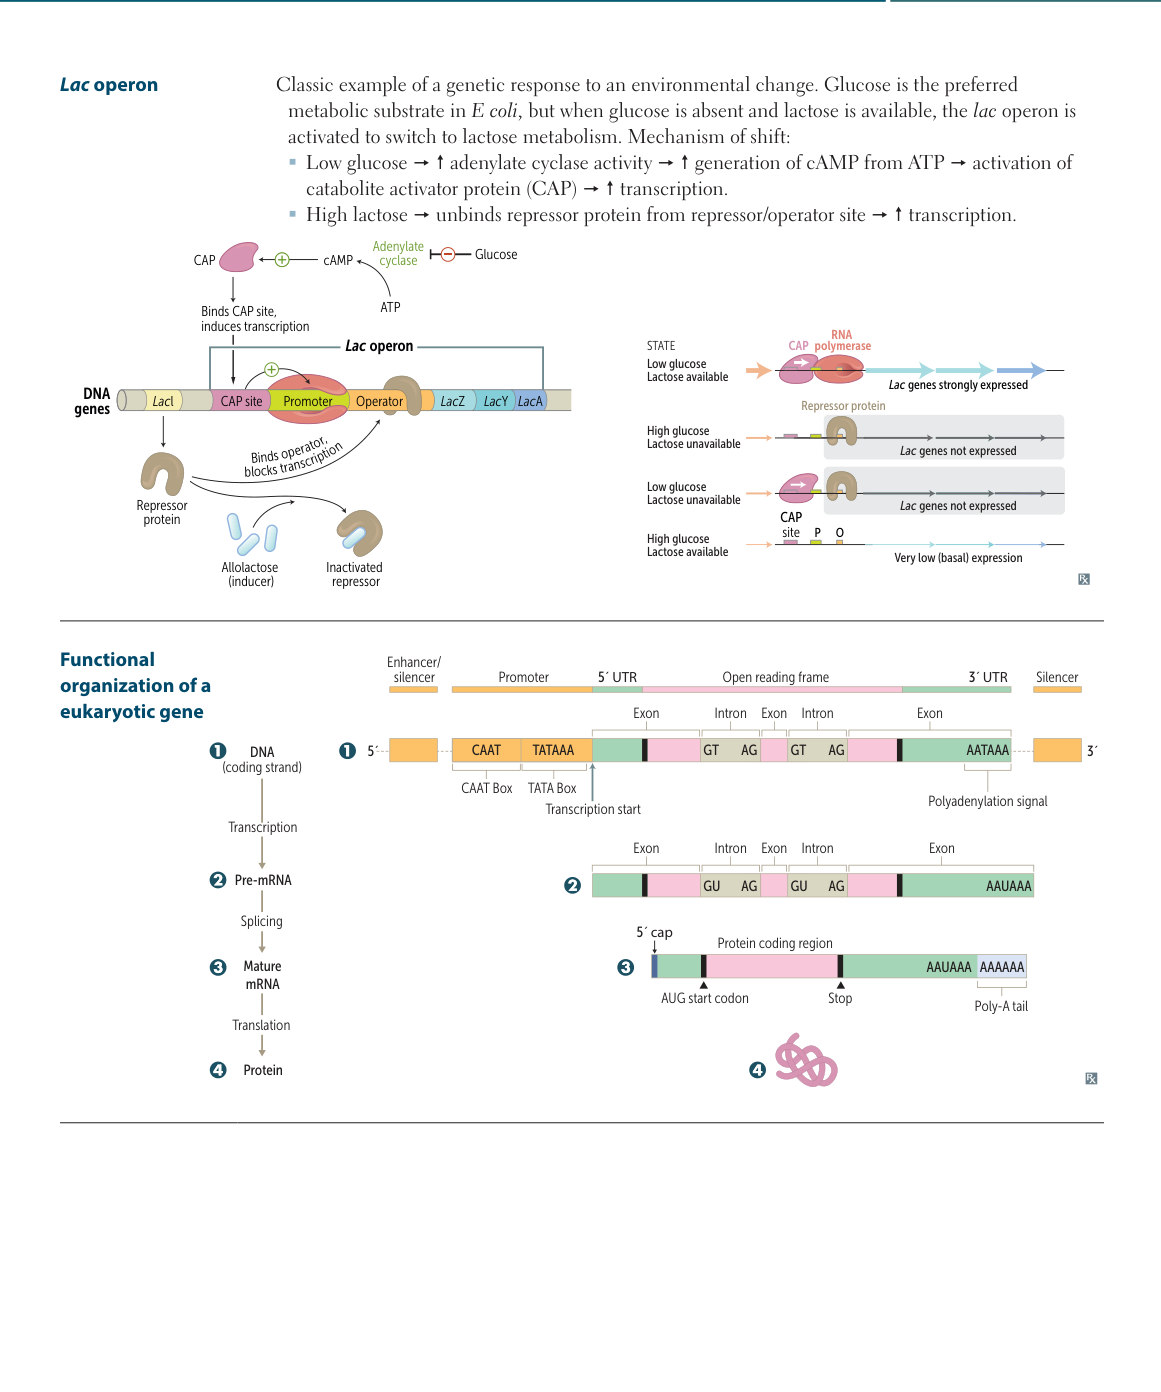 Lac operon
Classic example of a genetic response to an environmental change. Glucose is the preferred
metabolic substrate in E coli, but when glucose is absent and lactose is available, the lac operon is
activated to switch to lactose metabolism. Mechanism of shift:
▪ Low glucose → ↑ adenylate cyclase activity → ↑ generation of cAMP from ATP → activation of
catabolite activator protein (CAP) → ↑ transcription.
▪ High lactose → unbinds repressor protein from repressor/operator site → ↑ transcription.
CAP
+
cAMP
Adenylate
cyclase
−
Glucose
ATP
Binds CAP site,
induces transcription
Lac operon
+
DNA
genes
LacI
CAP site
Promoter
Operator
LacZ
LacY
LacA
Binds operator,
blocks transcription
Repressor
protein
Allolactose
(inducer)
Inactivated
repressor
STATE
CAP
RNA
polymerase
Low glucose
Lactose available
Lac genes strongly expressed
Repressor protein
High glucose
Lactose unavailable
Lac genes not expressed
Low glucose
Lactose unavailable
Lac genes not expressed
CAP
site
P
O
High glucose
Lactose available
Very low (basal) expression
Rx
Functional
organization of a
eukaryotic gene
Enhancer/
silencer
Promoter
5´ UTR
Open reading frame
3´ UTR
Silencer
Exon
Intron
Exon
Intron
Exon
1
DNA
(coding strand)
1
5´
CAAT
TATAAA
GT
AG
GT
AG
AATAAA
3´
CAAT Box
TATA Box
Transcription start
Polyadenylation signal
Transcription
Exon
Intron
Exon
Intron
Exon
2
Pre-mRNA
2
GU
AG
GU
AG
AAUAAA
Splicing
5´ cap
Protein coding region
3
Mature
mRNA
3
AAUAAA
AAAAAA
AUG start codon
Stop
Poly-A tail
Translation
4
Protein
4
Rx